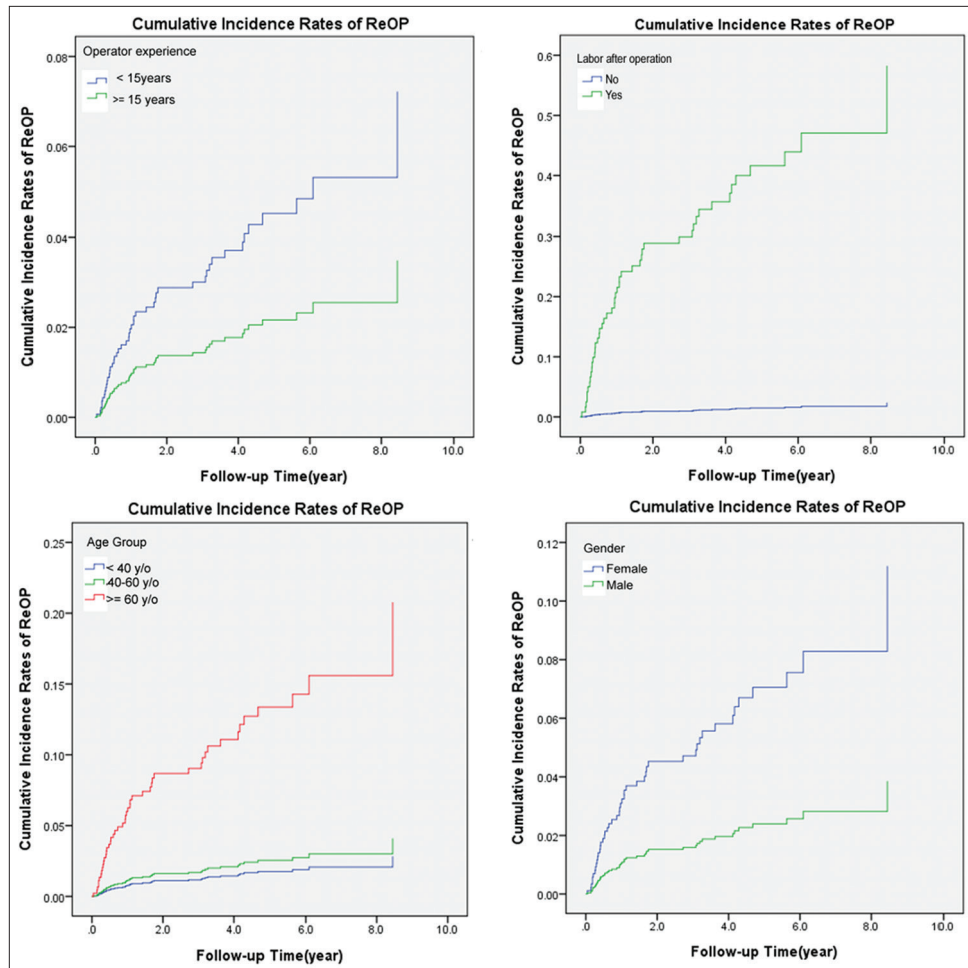 Cumulative Incidence Rates of ReOP
Operator experience
< 15years
>= 15 years
Cumulative Incidence Rates of ReOP
0.08
0.06
0.04
0.02
0.00
.0 2.0 4.0 6.0 8.0 10.0
Follow-up Time(year)
Cumulative Incidence Rates of ReOP
Labor after operation
No
Yes
Cumulative Incidence Rates of ReOP
0.6
0.5
0.4
0.3
0.2
0.1
0.0
.0 2.0 4.0 6.0 8.0 10.0
Follow-up Time(year)
Cumulative Incidence Rates of ReOP
Age Group
< 40 y/o
40-60 y/o
>= 60 y/o
Cumulative Incidence Rates of ReOP
0.25
0.20
0.15
0.10
0.05
0.00
.0 2.0 4.0 6.0 8.0 10.0
Follow-up Time(year)
Cumulative Incidence Rates of ReOP
Gender
Female
Male
Cumulative Incidence Rates of ReOP
0.12
0.10
0.08
0.06
0.04
0.02
0.00
.0 2.0 4.0 6.0 8.0 10.0
Follow-up Time(year)